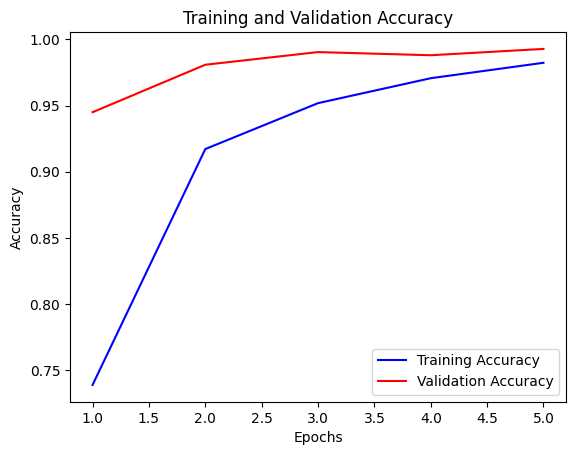 Training and Validation Accuracy
1.00
0.95
0.90
0.85
0.80
0.75
Accuracy
Training Accuracy
Validation Accuracy
1.0 1.5 2.0 2.5 3.0 3.5 4.0 4.5 5.0
Epochs